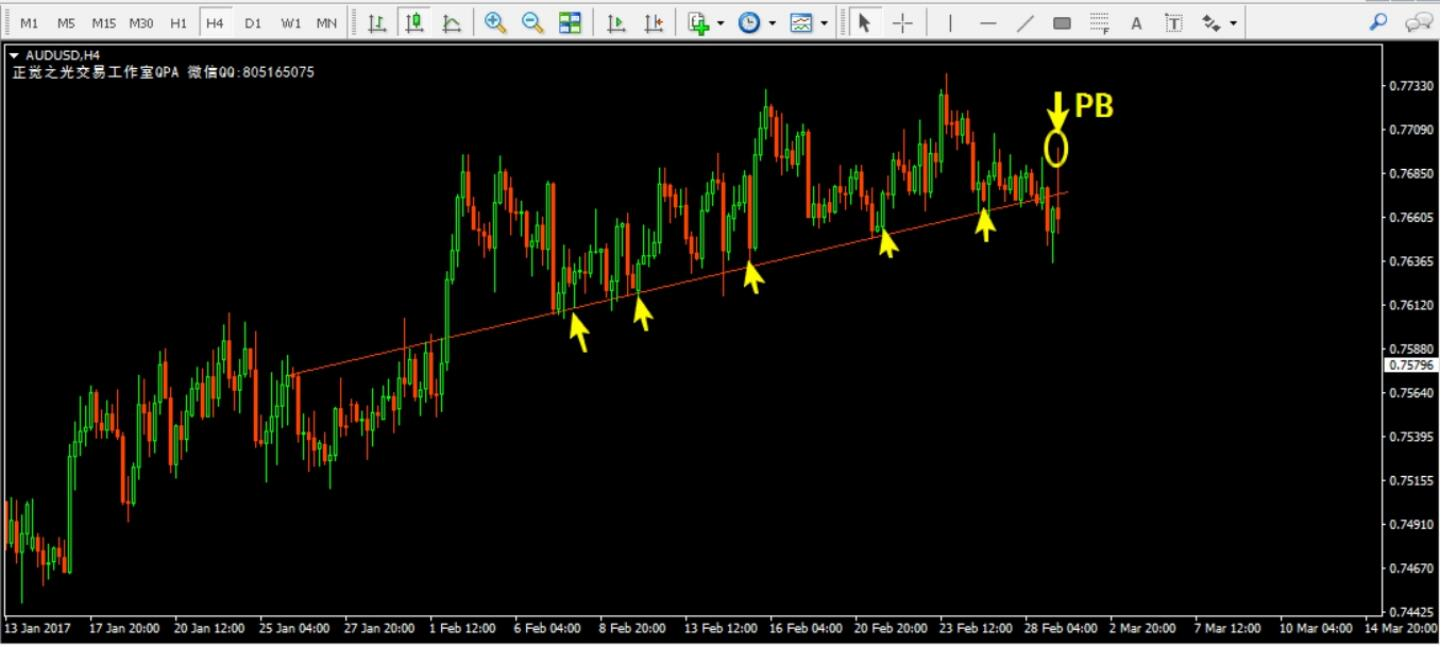 M1 M5 M15 M30 H1 H4 D1 W1 MN A T
AUDUSD,H4
正觉之光交易工作室QPA 微信QQ:805165075
PB
0.77330
0.77090
0.76850
0.76605
0.76365
0.76120
0.75880
0.75796
0.75640
0.75395
0.75155
0.74910
0.74670
0.74425
13 Jan 2017 17 Jan 20:00 20 Jan 12:00 25 Jan 04:00 27 Jan 20:00 1 Feb 12:00 6 Feb 04:00 8 Feb 20:00 13 Feb 12:00 16 Feb 04:00 20 Feb 20:00 23 Feb 12:00 28 Feb 04:00 2 Mar 20:00 7 Mar 12:00 10 Mar 04:00 14 Mar 20:00